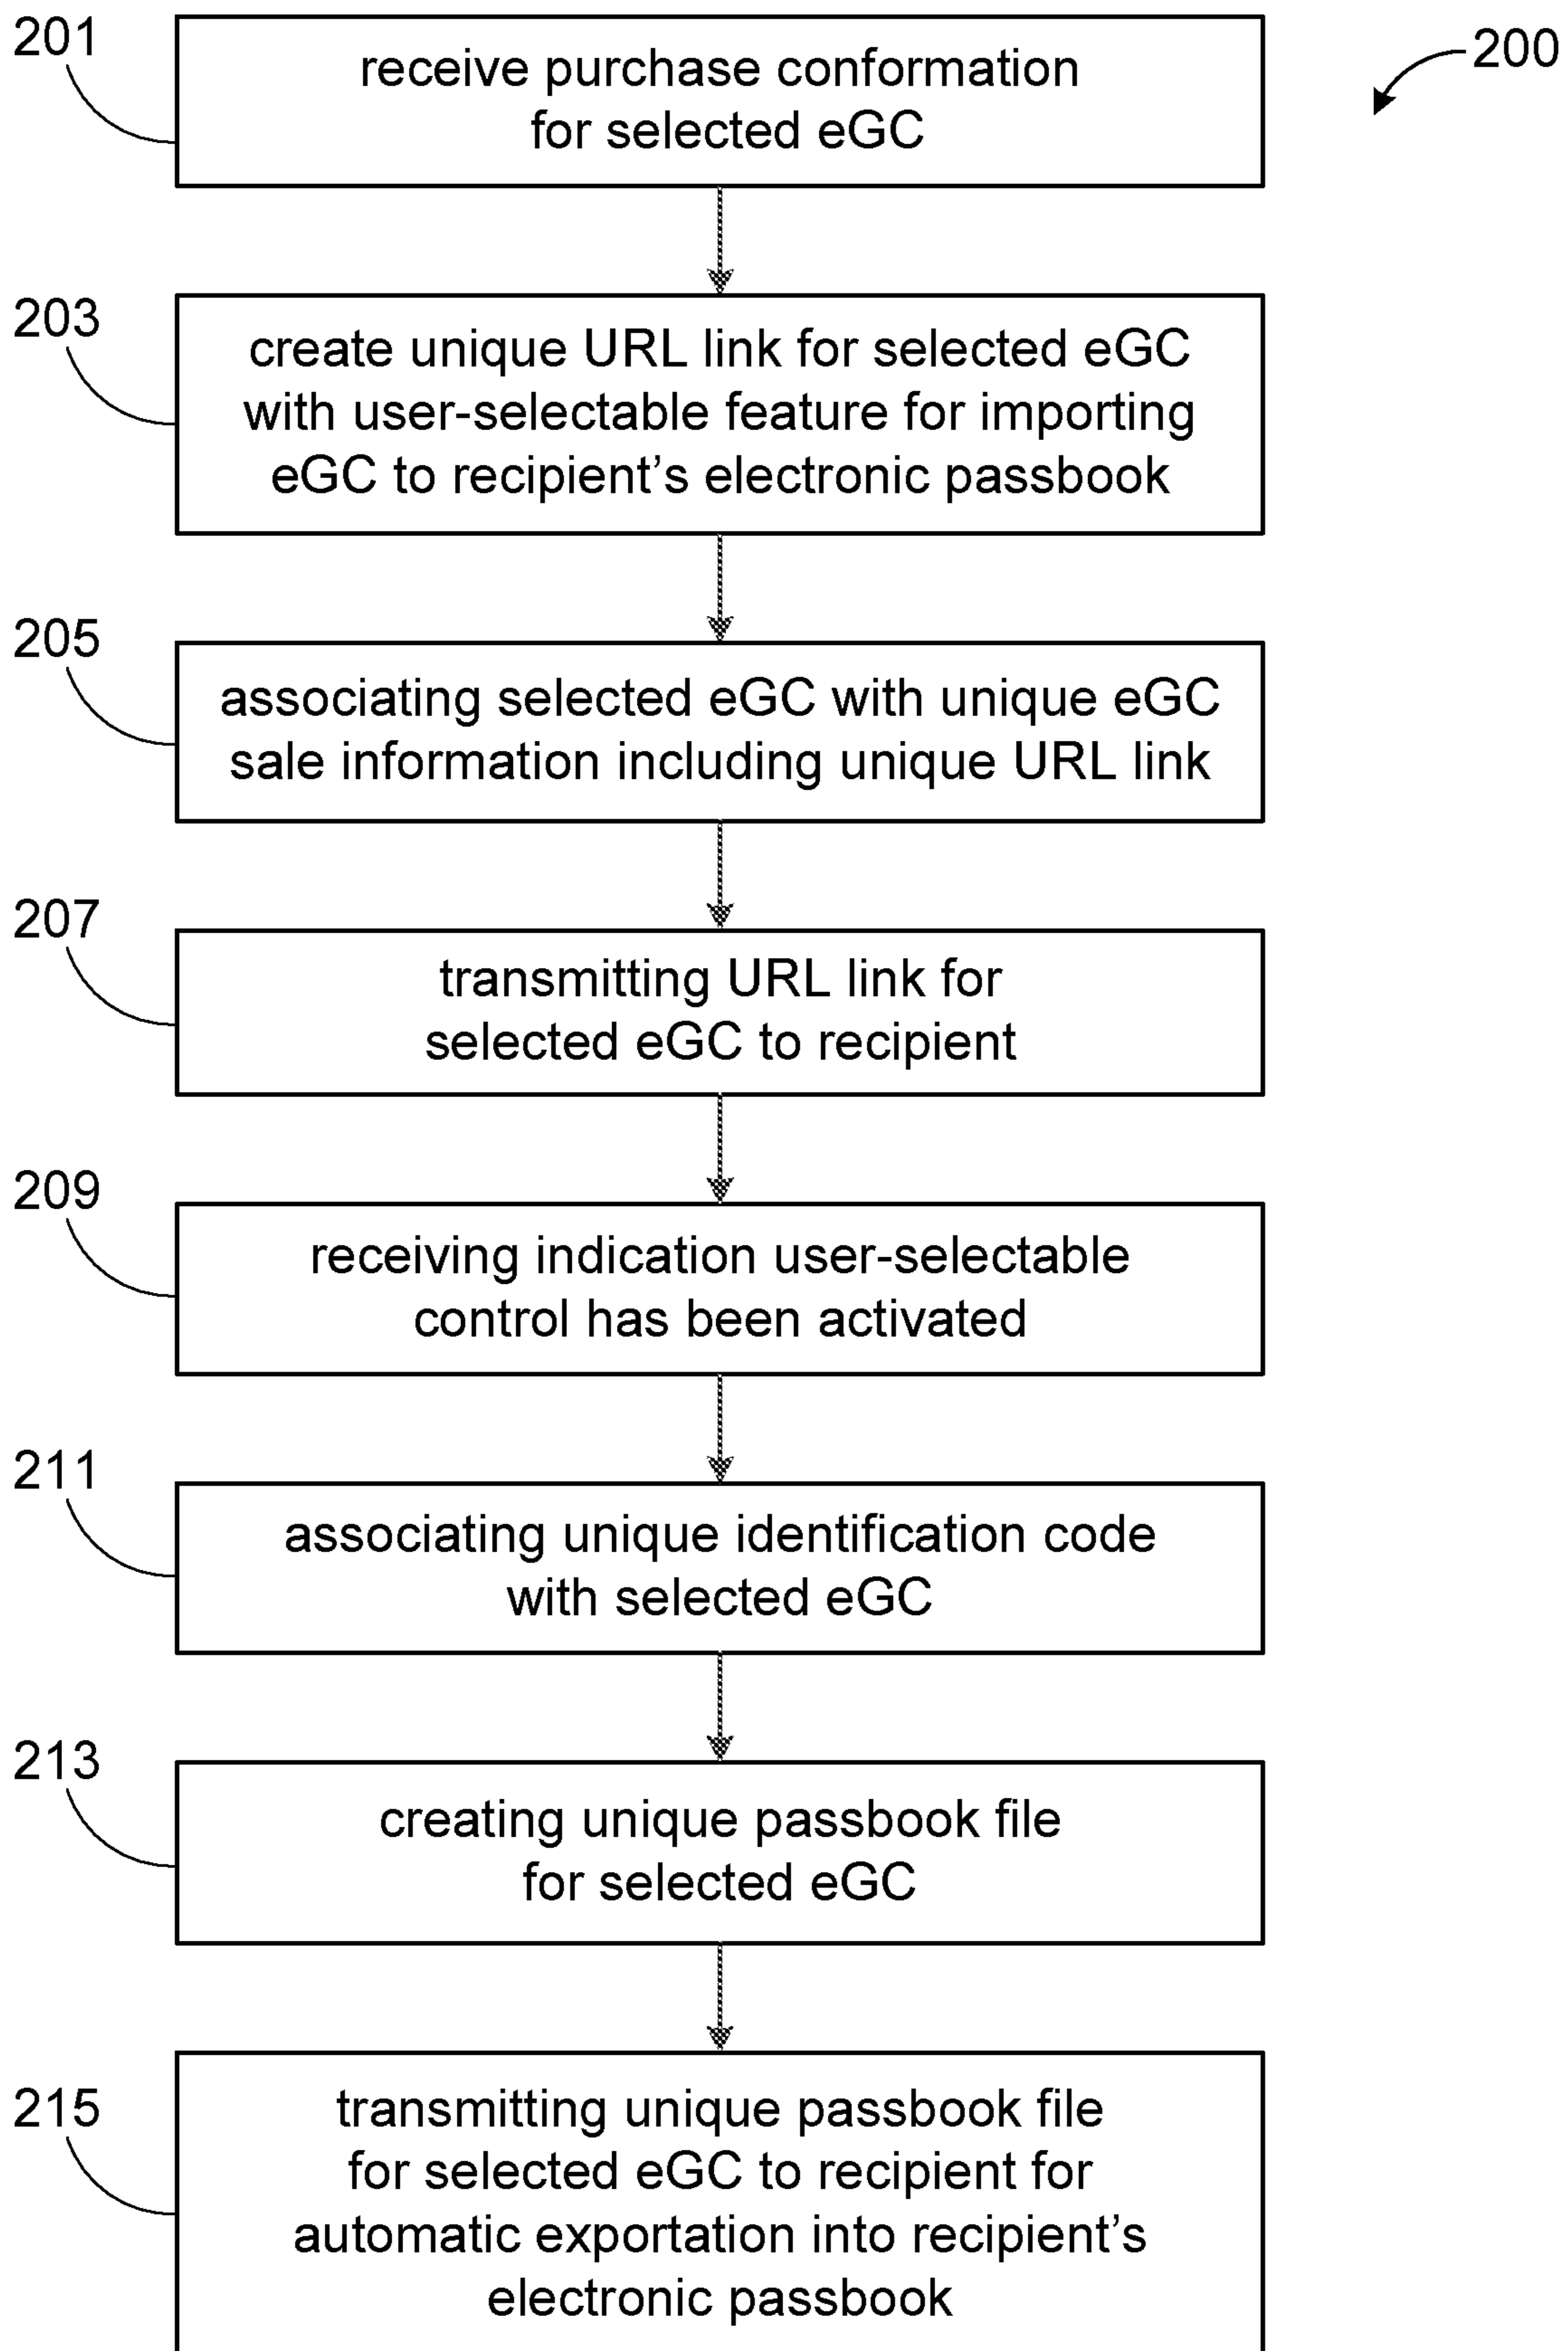 201
receive purchase conformation
for selected eGC
200
203
create unique URL link for selected eGC
with user-selectable feature for importing
eGC to recipient’s electronic passbook
205
associating selected eGC with unique eGC
sale information including unique URL link
207
transmitting URL link for
selected eGC to recipient
209
receiving indication user-selectable
control has been activated
211
associating unique identification code
with selected eGC
213
creating unique passbook file
for selected eGC
215
transmitting unique passbook file
for selected eGC to recipient for
automatic exportation into recipient’s
electronic passbook